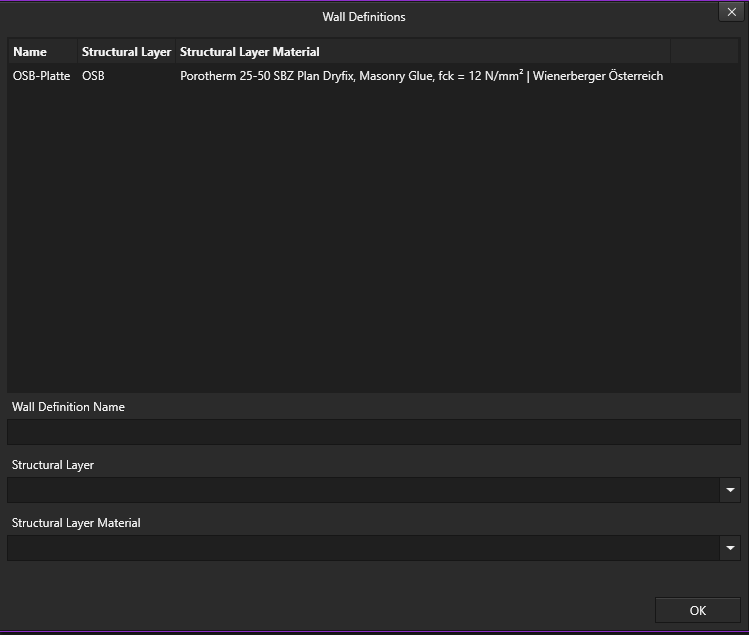 Wall Definitions
Name Structural Layer Structural Layer Material
OSB-Platte OSB Porotherm 25-50 SBZ Plan Dryfix, Masonry Glue, fck = 12 N/mm² | Wienerberger Österreich
Wall Definition Name
Structural Layer
Structural Layer Material
OK